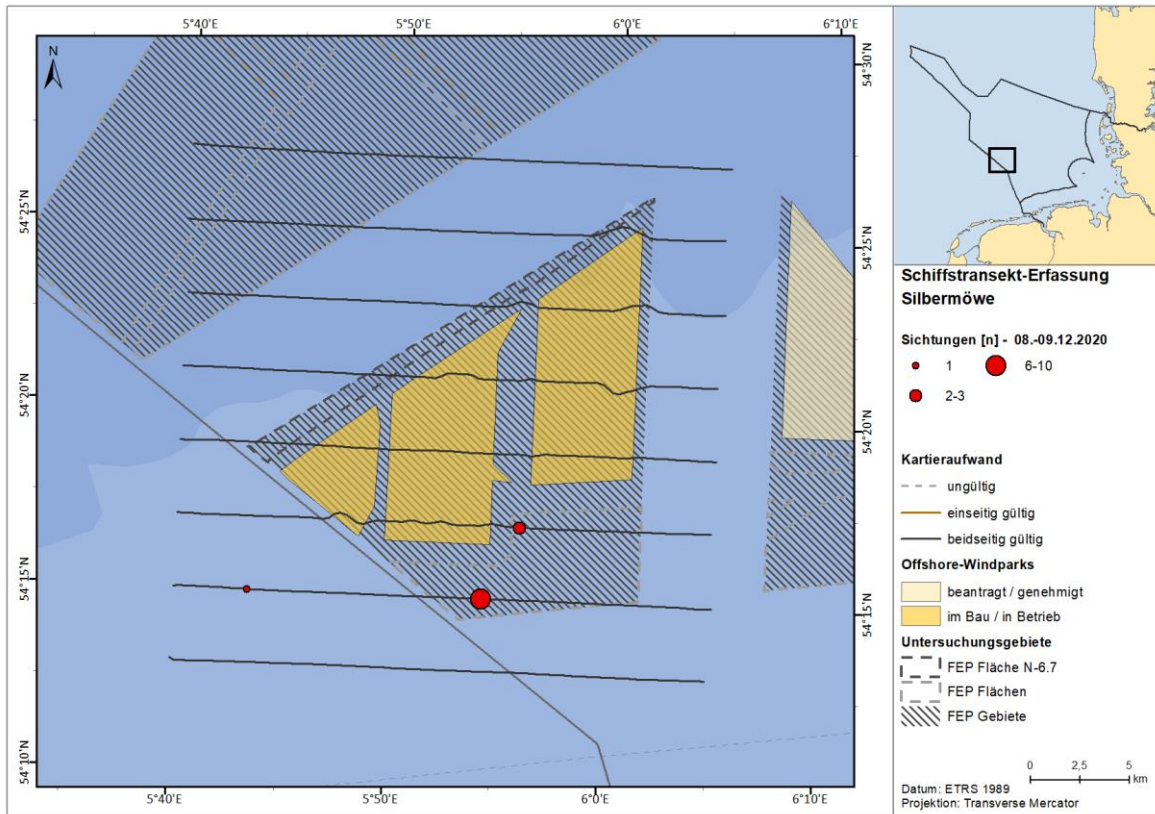 5°40'E
5°50'E
6°0'E
6°10'E
N
54°30'N
54°25'N
54°25'N
54°20'N
54°20'N
54°15'N
54°15'N
54°10'N
5°40'E
5°50'E
6°0'E
6°10'E
Schiffstransekt-Erfassung
Silbermöwe
Sichtungen [n] - 08.-09.12.2020
1
6-10
2-3
Kartieraufwand
ungültig
einseitig gültig
beidseitig gültig
Offshore-Windparks
beantragt / genehmigt
im Bau / in Betrieb
Untersuchungsgebiete
FEP Fläche N-6.7
FEP Flächen
FEP Gebiete
0 2,5 5
km
Datum: ETRS 1989
Projektion: Transverse Mercator